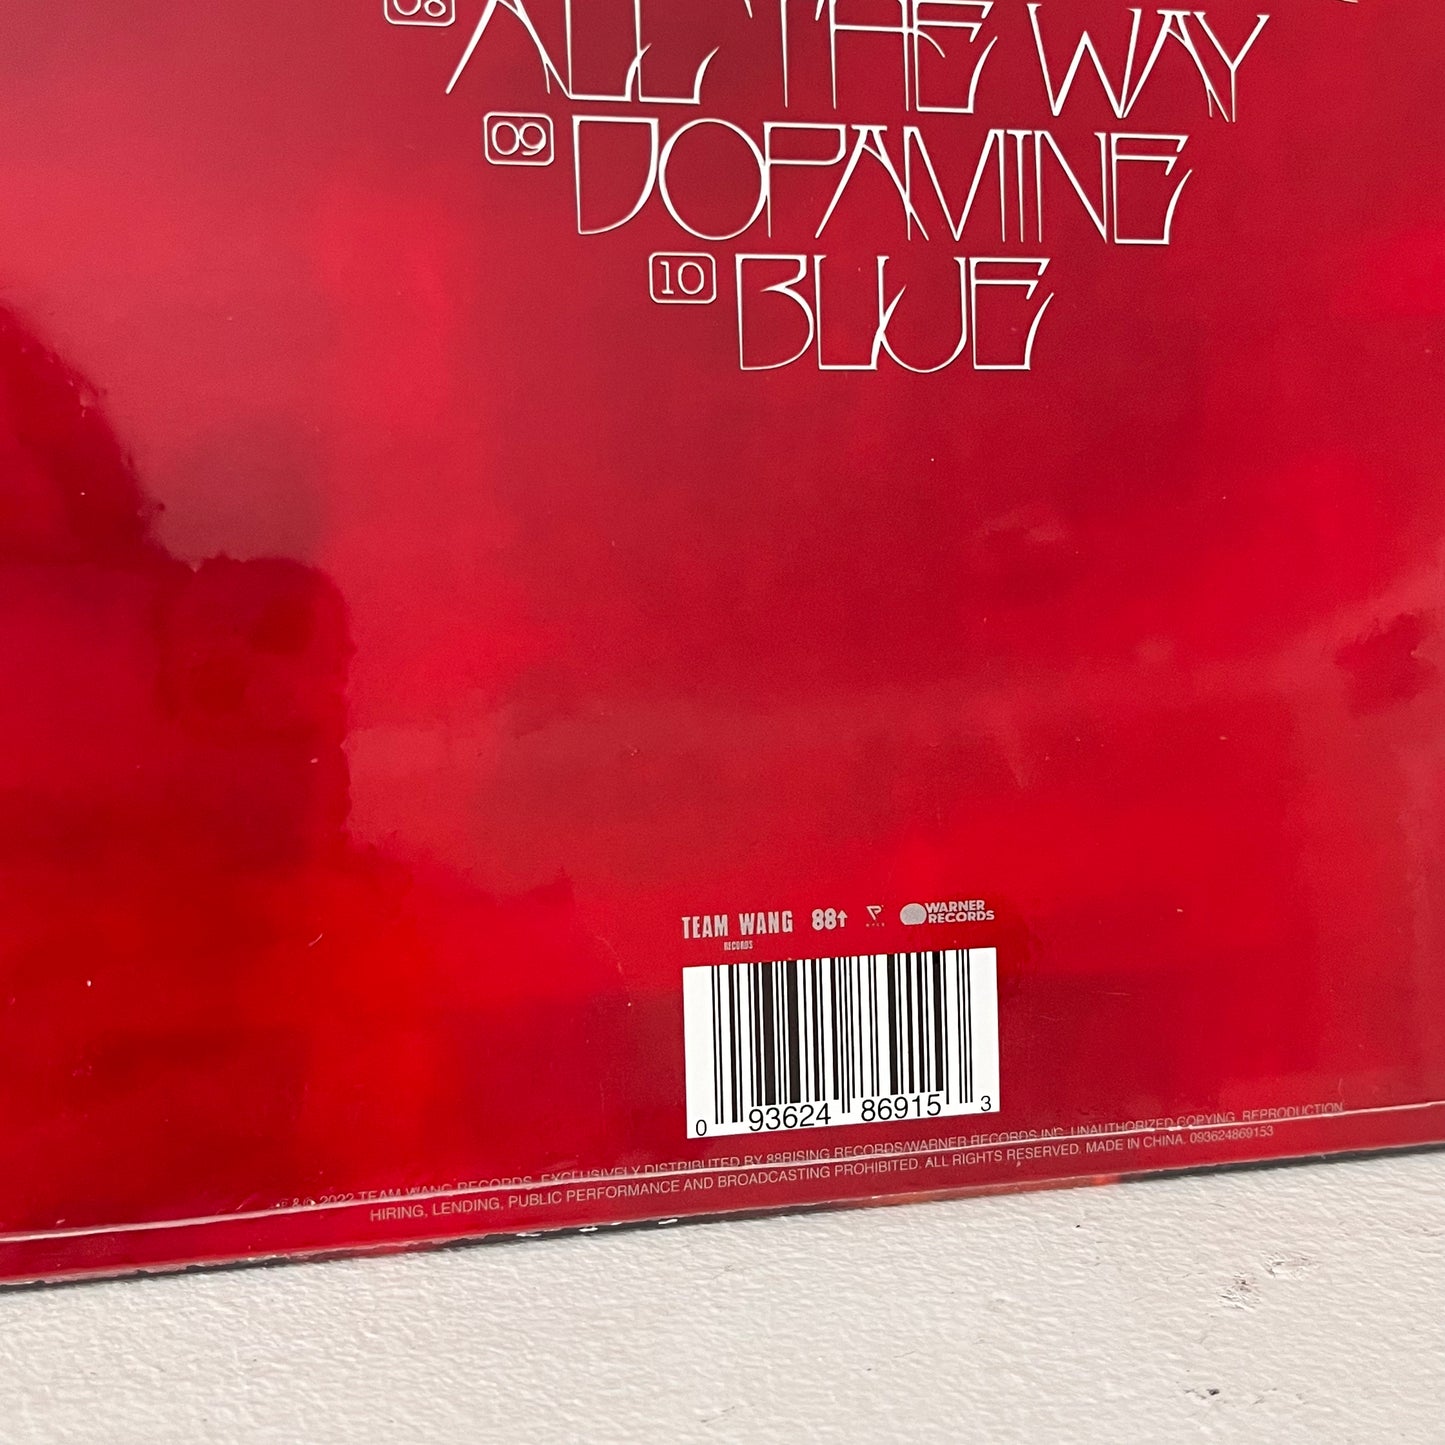 08 ALL THE WAY
09 DOPAMINE
10 BLUE
TEAM WANG RECORDS 88↑ WARNER RECORDS
0 93624 86915 3
℗ & © 2022 TEAM WANG RECORDS. EXCLUSIVELY DISTRIBUTED BY 88RISING RECORDS/WARNER RECORDS INC. UNAUTHORIZED COPYING, REPRODUCTION,
HIRING, LENDING, PUBLIC PERFORMANCE AND BROADCASTING PROHIBITED. ALL RIGHTS RESERVED. MADE IN CHINA. 093624869153